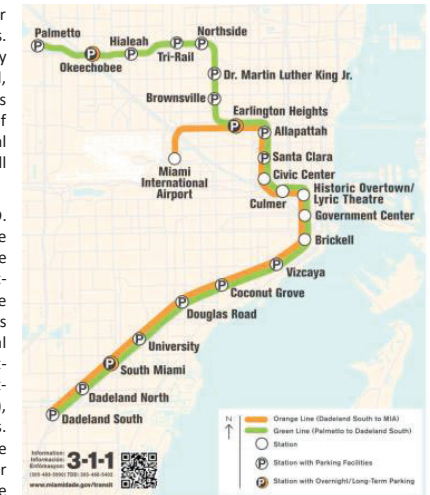 Palmetto
Okeechobee
Hialeah
Tri-Rail
Northside
Dr. Martin Luther King Jr.
Brownsville
Earlington Heights
Allapattah
Santa Clara
Civic Center
Miami
International
Airport
Culmer
Historic Overtown/
Lyric Theatre
Government Center
Brickell
Vizcaya
Coconut Grove
Douglas Road
University
South Miami
Dadeland North
Dadeland South
N
Orange Line (Dadeland South to MIA)
Green Line (Palmetto to Dadeland South)
Station
P Station with Parking Facilities
P Station with Overnight/Long-Term Parking
Information:
Información:
Enfòmasyon:
3-1-1
www.miamidade.gov/transit